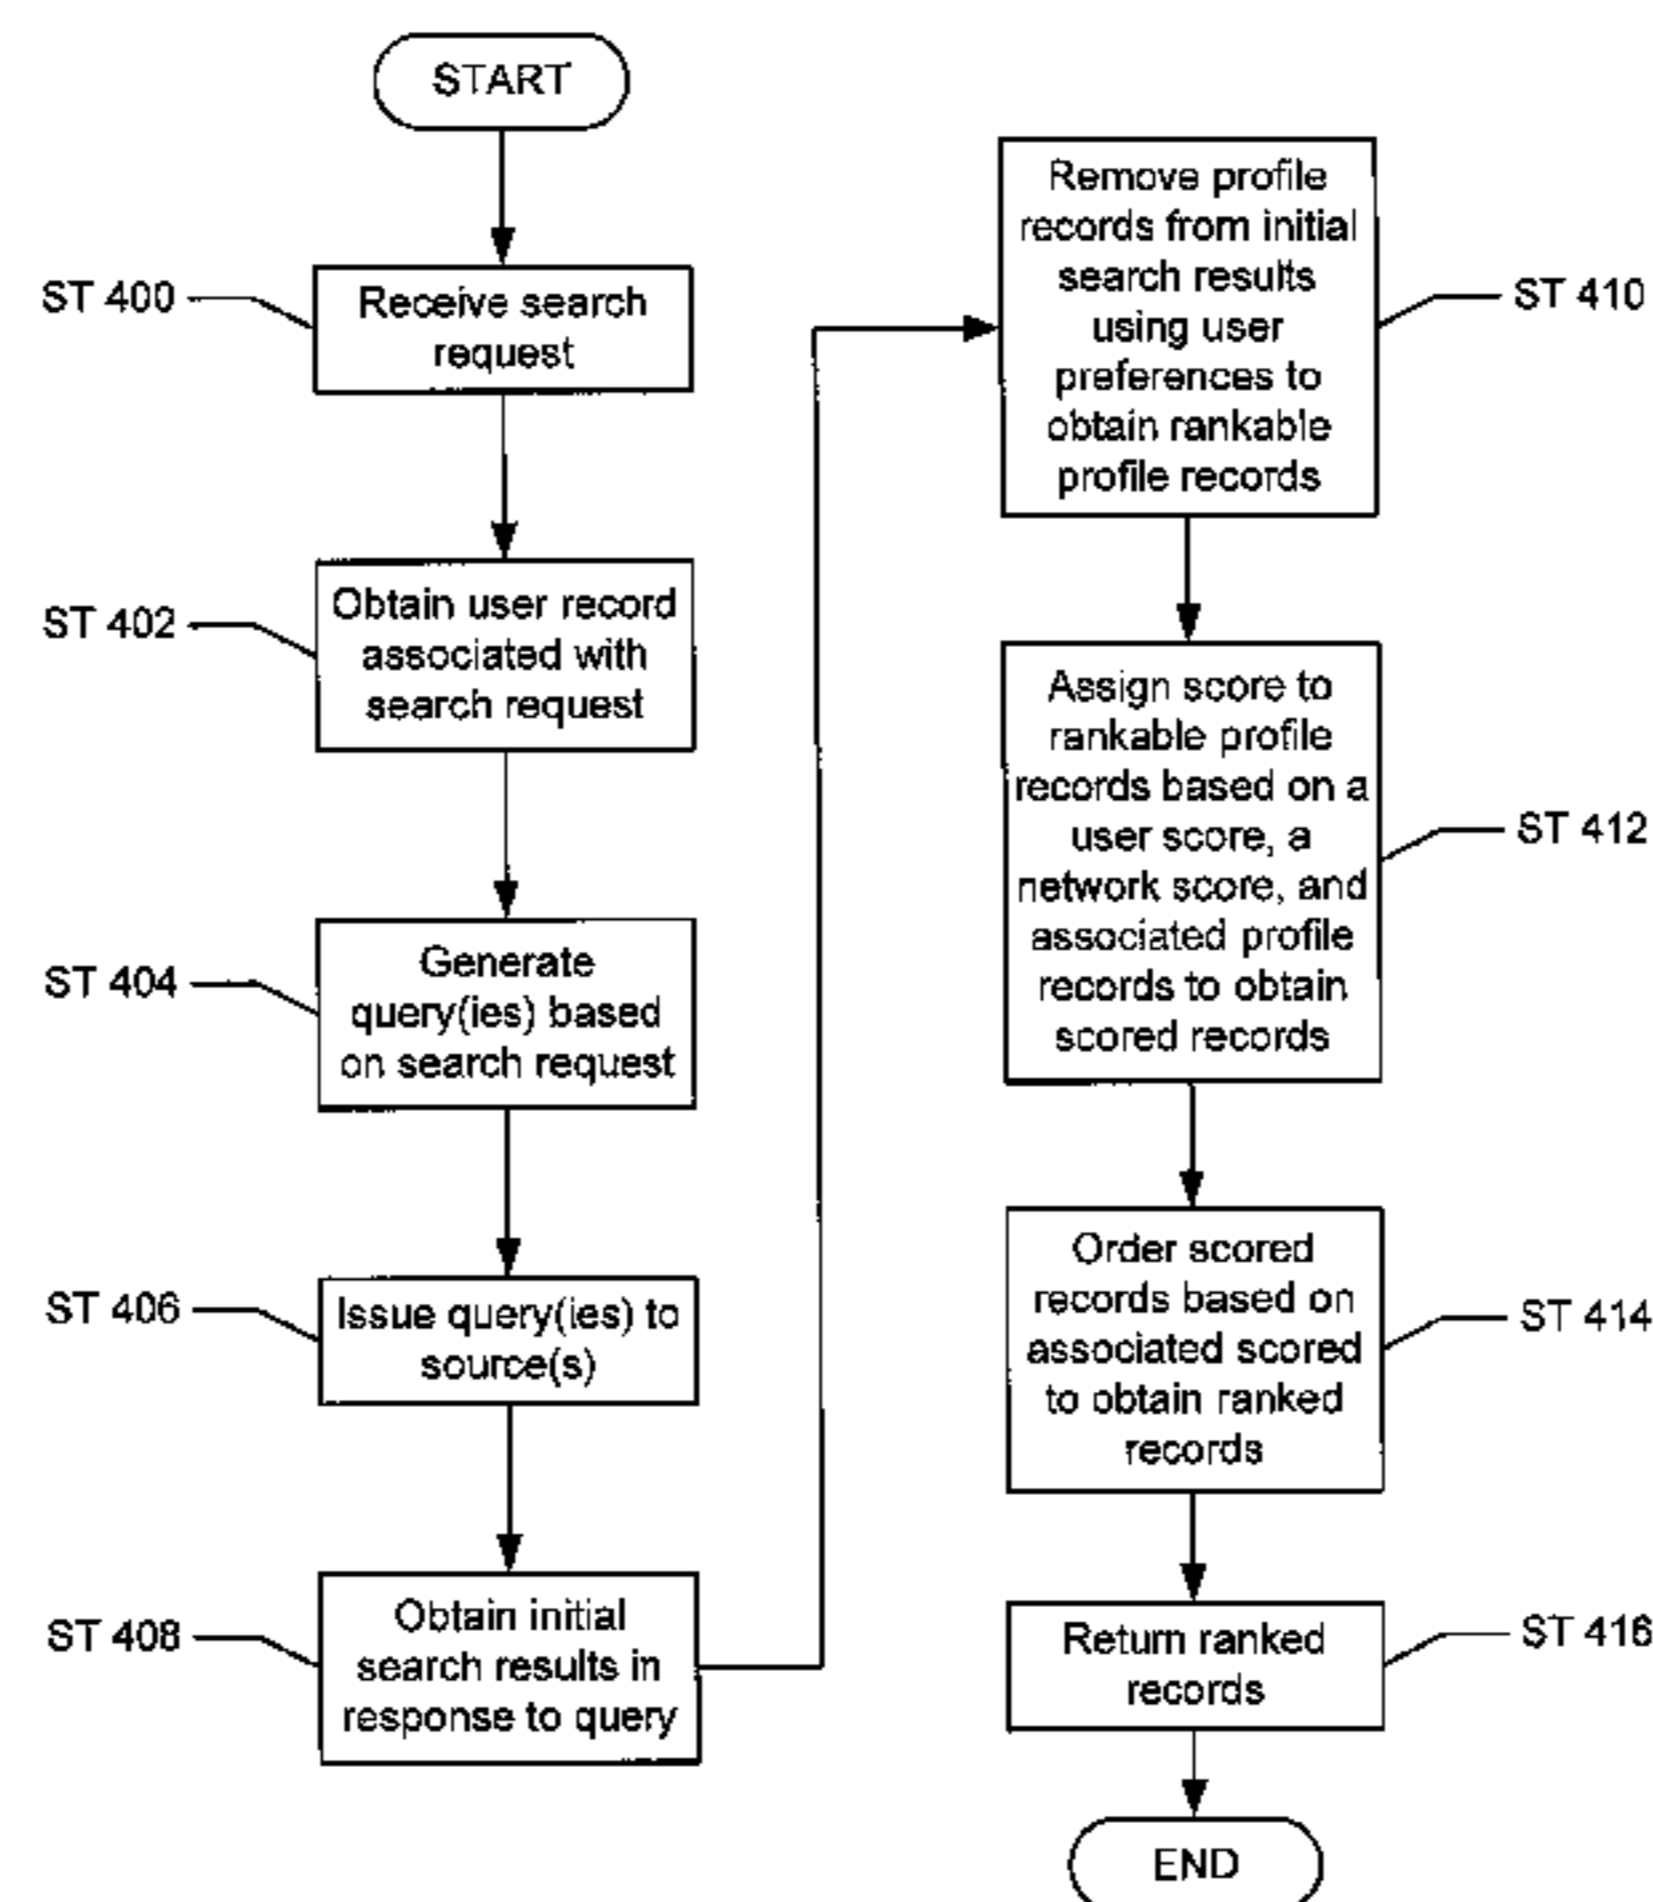 START
ST 400
Receive search
request
ST 402
Obtain user record
associated with
search request
ST 404
Generate
query(ies) based
on search request
ST 406
Issue query(ies) to
source(s)
ST 408
Obtain initial
search results in
response to query
Remove profile
records from initial
search results
using user
preferences to
obtain rankable
profile records
ST 410
Assign score to
rankable profile
records based on a
user score, a
network score, and
associated profile
records to obtain
scored records
ST 412
Order scored
records based on
associated scored
to obtain ranked
records
ST 414
Return ranked
records
ST 416
END